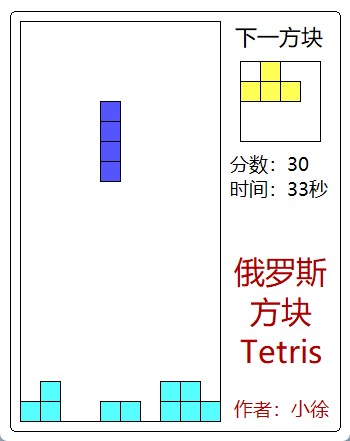 下一方块
分数：30
时间：33秒
俄罗斯
方块
Tetris
作者：小徐